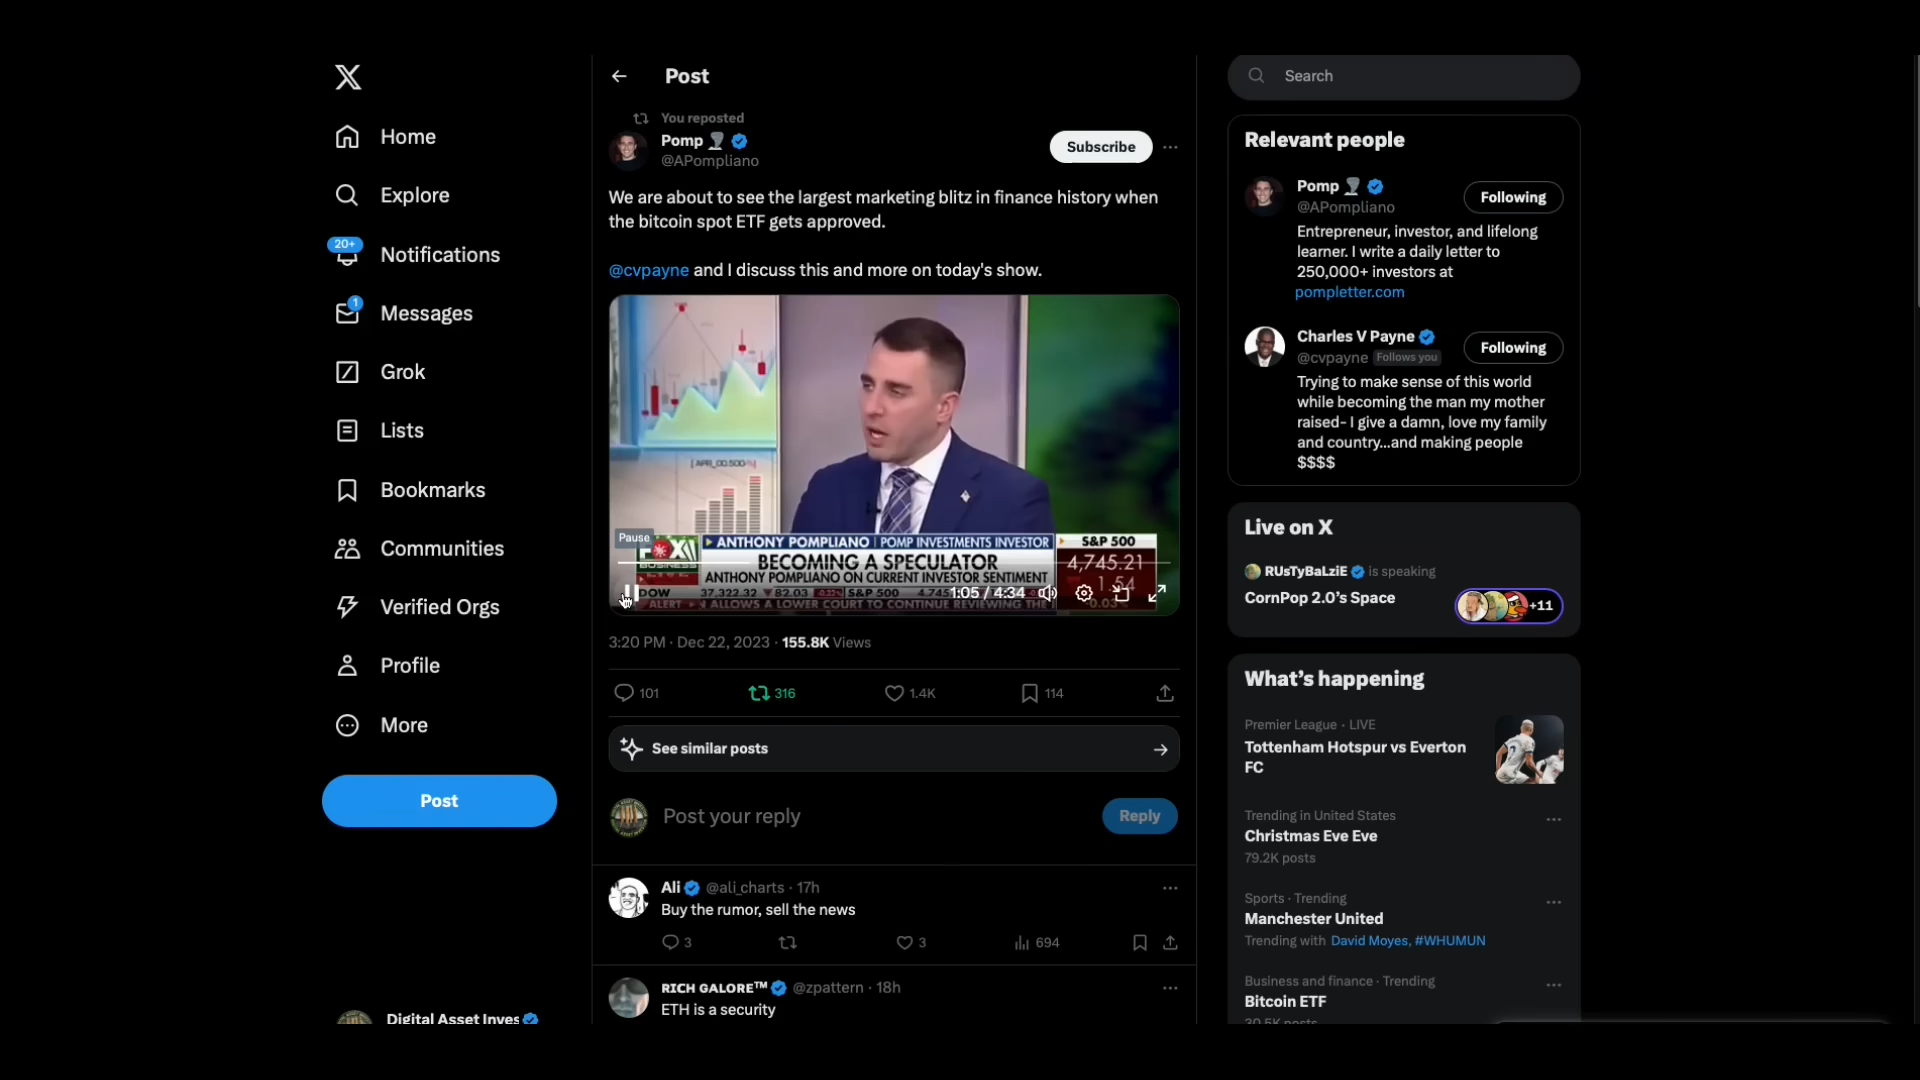 Home
Explore
20+
Notifications
1
Messages
Grok
Lists
Bookmarks
Communities
Verified Orgs
Profile
More
Post
Digital Asset Inves
Post
You reposted
Pomp
@APompliano
Subscribe
We are about to see the largest marketing blitz in finance history when
the bitcoin spot ETF gets approved.
@cvpayne and I discuss this and more on today's show.
Pause
FOX
BUSINESS
ANTHONY POMPLIANO | POMP INVESTMENTS INVESTOR
BECOMING A SPECULATOR
ANTHONY POMPLIANO ON CURRENT INVESTOR SENTIMENT
S&P 500
4,745.21
1.54
DOW 37,322.32 ▼82.03 S&P 500
1:05 / 4:34
ALERT ALLOWS A LOWER COURT TO CONTINUE REVIEWING THE
3:20 PM · Dec 22, 2023 · 155.8K Views
101
316
1.4K
114
See similar posts
Post your reply
Reply
Ali @ali_charts · 17h
Buy the rumor, sell the news
3
3
694
RICH GALORE™ @zpattern · 18h
ETH is a security
Search
Relevant people
Pomp
@APompliano
Following
Entrepreneur, investor, and lifelong
learner. I write a daily letter to
250,000+ investors at
pompletter.com
Charles V Payne
@cvpayne Follows you
Following
Trying to make sense of this world
while becoming the man my mother
raised- I give a damn, love my family
and country...and making people
$$$$
Live on X
RUsTyBaLziE is speaking
CornPop 2.0's Space
+11
What's happening
Premier League · LIVE
Tottenham Hotspur vs Everton
FC
Trending in United States
Christmas Eve Eve
79.2K posts
Sports · Trending
Manchester United
Trending with David Moyes, #WHUMUN
Business and finance · Trending
Bitcoin ETF
30.5K posts